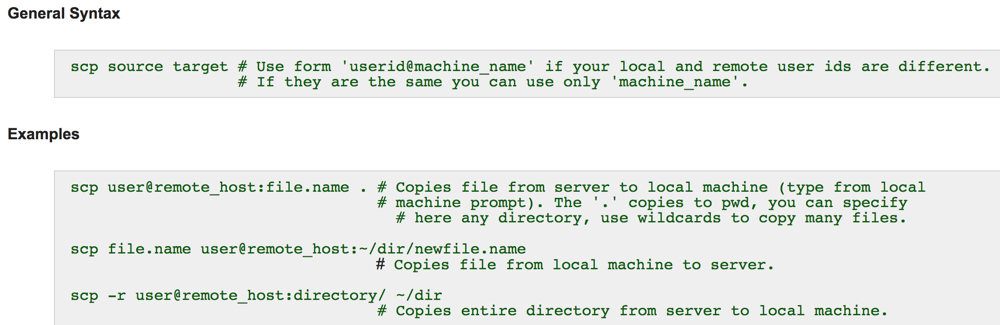 General Syntax
scp source target # Use form 'userid@machine_name' if your local and remote user ids are different.
# If they are the same you can use only 'machine_name'.
Examples
scp user@remote_host:file.name . # Copies file from server to local machine (type from local
# machine prompt). The '.' copies to pwd, you can specify
# here any directory, use wildcards to copy many files.
scp file.name user@remote_host:~/dir/newfile.name
# Copies file from local machine to server.
scp -r user@remote_host:directory/ ~/dir
# Copies entire directory from server to local machine.